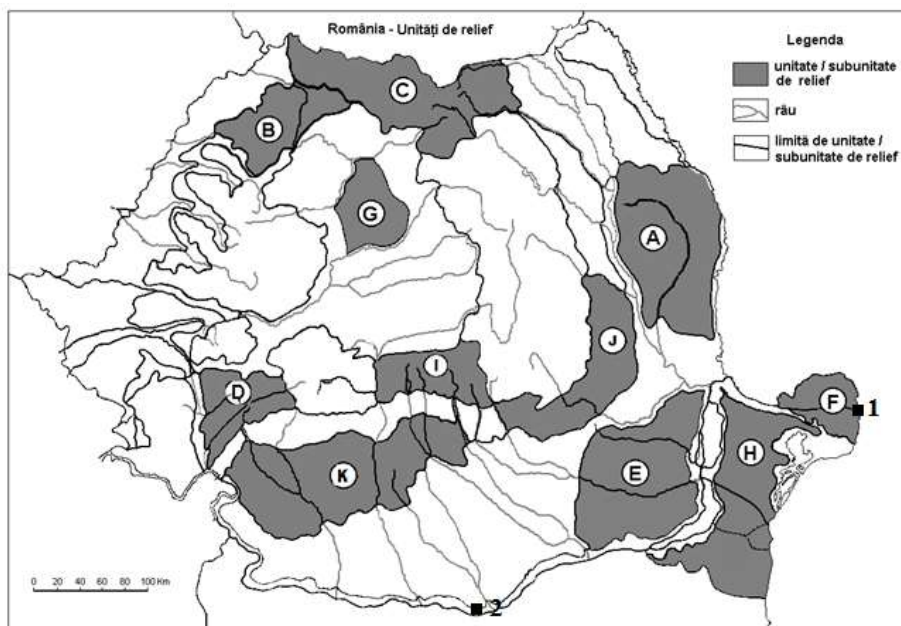 România - Unități de relief
Legenda
unitate / subunitate
de relief
râu
limită de unitate /
subunitate de relief
C
B
G
A
J
I
D
F
1
H
E
K
0 20 40 60 80 100 Km
2